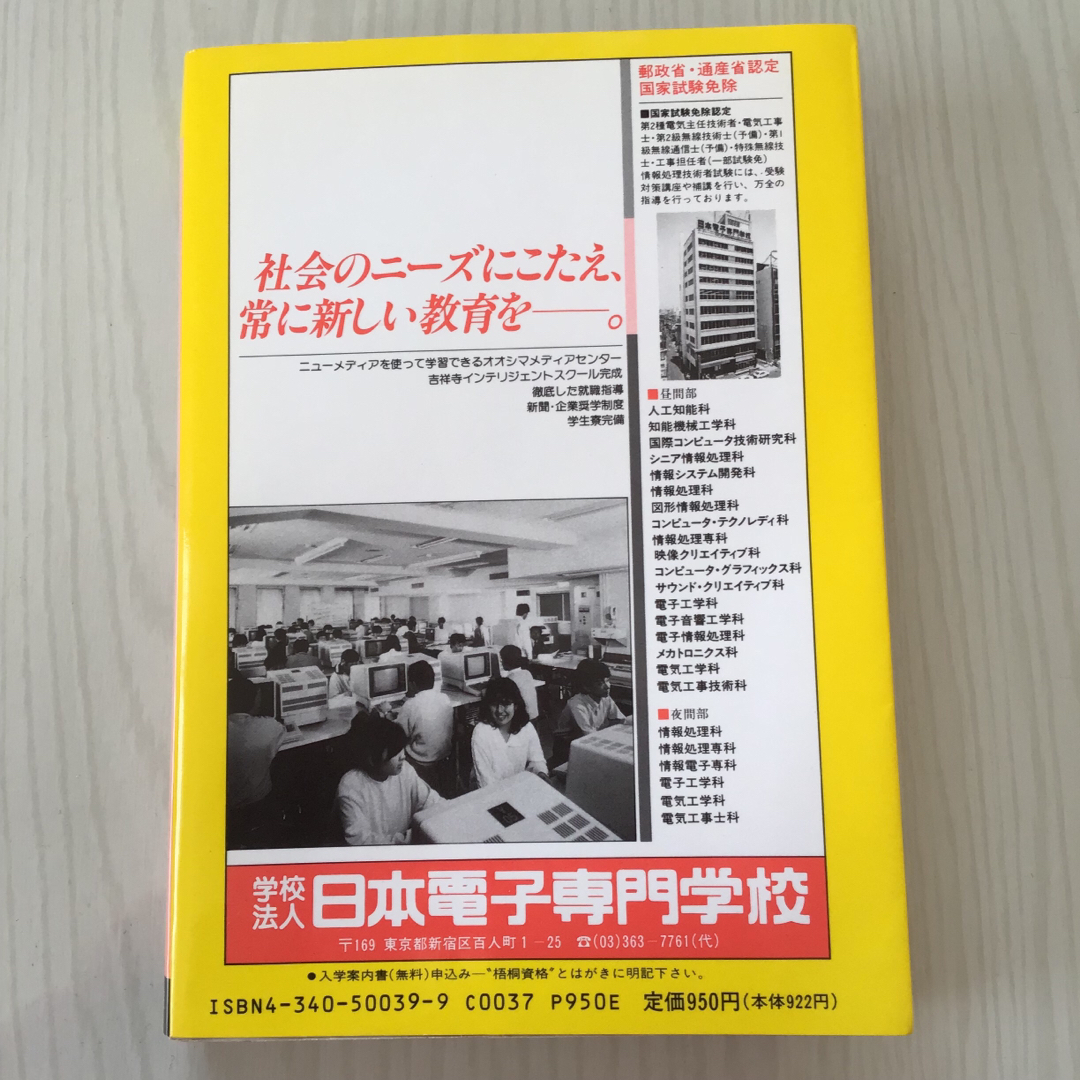 郵政省・通産省認定
国家試験免除
■国家試験免除認定
第2種電気主任技術者・電気工事
士・第2級無線技術士(予備)・第1
級無線通信士(予備)・特殊無線技
士・工事担任者(一部試験免)
情報処理技術者試験には、受験
対策講座や補講を行い、万全の
指導を行っております。
日本電子専門学校
社会のニーズにこたえ、
常に新しい教育を——。
ニューメディアを使って学習できるオオシマメディアセンター
吉祥寺インテリジェントスクール完成
徹底した就職指導
新聞・企業奨学制度
学生寮完備
■昼間部
人工知能科
知能機械工学科
国際コンピュータ技術研究科
シニア情報処理科
情報システム開発科
情報処理科
図形情報処理科
コンピュータ・テクノレディ科
情報処理専科
映像クリエイティブ科
コンピュータ・グラフィックス科
サウンド・クリエイティブ科
電子工学科
電子音響工学科
電子情報処理科
メカトロニクス科
電気工学科
電気工事技術科
■夜間部
情報処理科
情報処理専科
情報電子専科
電子工学科
電気工学科
電気工事士科
学校法人 日本電子専門学校
〒169 東京都新宿区百人町1-25 ☎(03)363-7761(代)
●入学案内書(無料)申込み—"梧桐資格"とはがきに明記下さい。
ISBN4-340-50039-9 C0037 P950E 定価950円(本体922円)